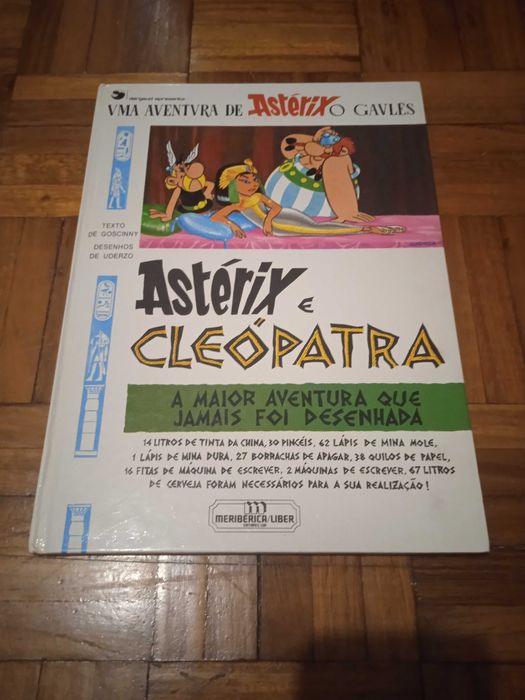 dargaud apresenta
VMA AVENTVRA DE Astérix O GAVLÊS
TEXTO
DE GOSCINNY
DESENHOS
DE UDERZO
Astérix E
CLEÓPATRA
A MAIOR AVENTURA QUE
JAMAIS FOI DESENHADA
14 LITROS DE TINTA DA CHINA, 30 PINCÉIS, 62 LÁPIS DE MINA MOLE,
1 LÁPIS DE MINA DURA, 27 BORRACHAS DE APAGAR, 38 QUILOS DE PAPEL,
16 FITAS DE MÁQUINA DE ESCREVER, 2 MÁQUINAS DE ESCREVER, 67 LITROS
DE CERVEJA FORAM NECESSÁRIOS PARA A SUA REALIZAÇÃO!
MERIBÉRICA/LIBER